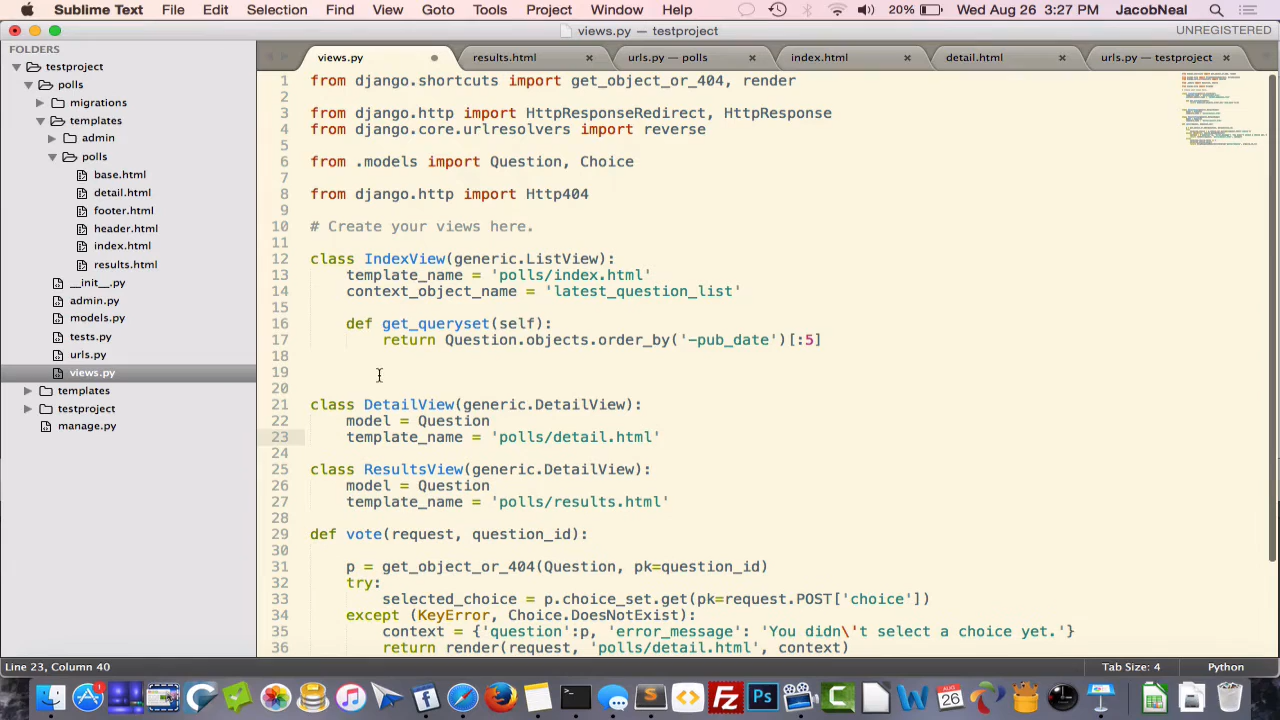 Sublime Text File Edit Selection Find View Goto Tools Project Window Help 20% Wed Aug 26 3:27 PM JacobNeal
views.py — testproject UNREGISTERED
FOLDERS
testproject
polls
migrations
templates
admin
polls
base.html
detail.html
footer.html
header.html
index.html
results.html
__init__.py
admin.py
models.py
tests.py
urls.py
views.py
templates
testproject
manage.py
views.py results.html urls.py — polls index.html detail.html urls.py — testproject
1 from django.shortcuts import get_object_or_404, render
2
3 from django.http import HttpResponseRedirect, HttpResponse
4 from django.core.urlresolvers import reverse
5
6 from .models import Question, Choice
7
8 from django.http import Http404
9
10 # Create your views here.
11
12 class IndexView(generic.ListView):
13 template_name = 'polls/index.html'
14 context_object_name = 'latest_question_list'
15
16 def get_queryset(self):
17 return Question.objects.order_by('-pub_date')[:5]
18
19
20
21 class DetailView(generic.DetailView):
22 model = Question
23 template_name = 'polls/detail.html'
24
25 class ResultsView(generic.DetailView):
26 model = Question
27 template_name = 'polls/results.html'
28
29 def vote(request, question_id):
30
31 p = get_object_or_404(Question, pk=question_id)
32 try:
33 selected_choice = p.choice_set.get(pk=request.POST['choice'])
34 except (KeyError, Choice.DoesNotExist):
35 context = {'question':p, 'error_message': 'You didn\'t select a choice yet.'}
36 return render(request, 'polls/detail.html', context)
Line 23, Column 40 Tab Size: 4 Python